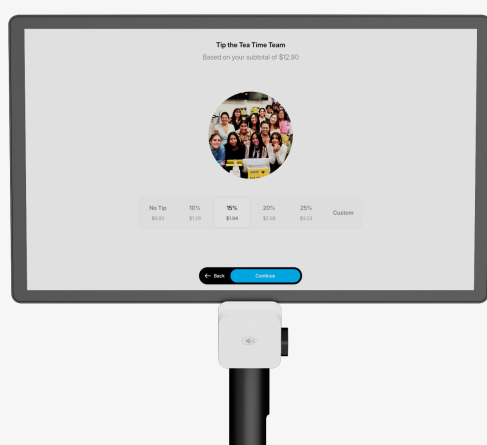 Tip the Tea Time Team
Based on your subtotal of $12.90
No Tip 10% 15% 20% 25% Custom
$0.00 $1.29 $1.94 $2.58 $3.23
Back Continue